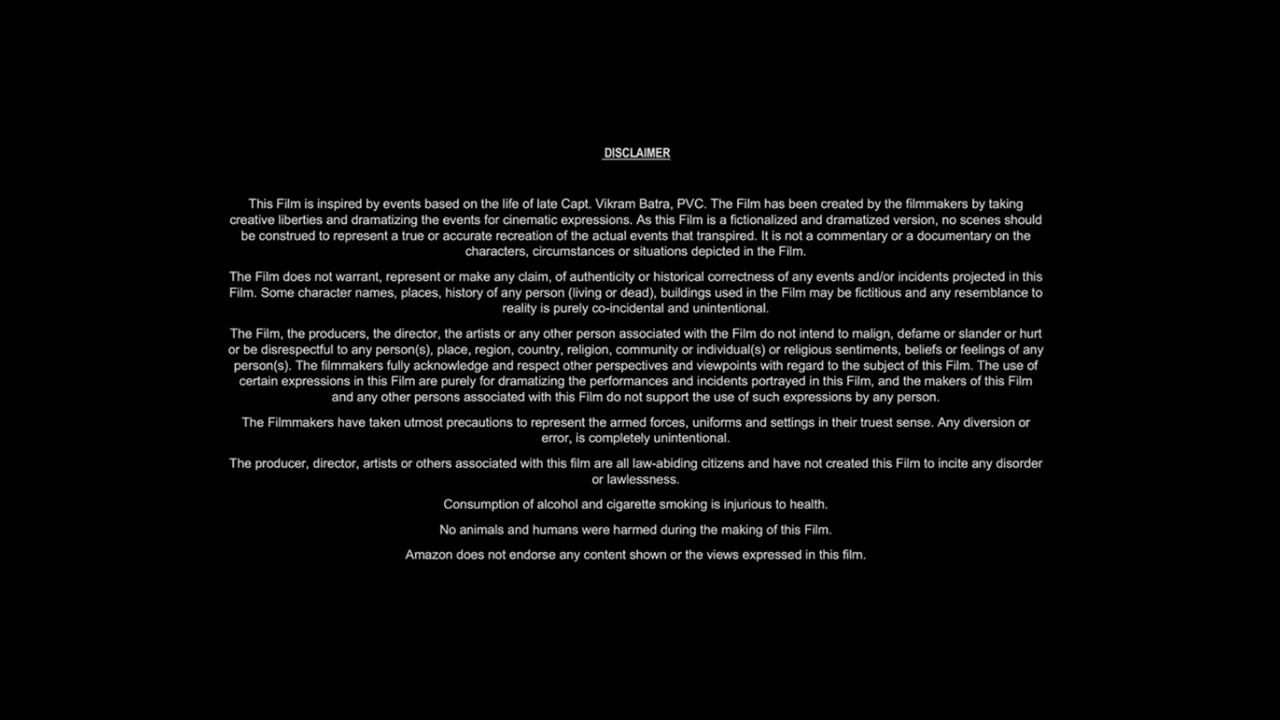 DISCLAIMER
This Film is inspired by events based on the life of late Capt. Vikram Batra, PVC. The Film has been created by the filmmakers by taking
creative liberties and dramatizing the events for cinematic expressions. As this Film is a fictionalized and dramatized version, no scenes should
be construed to represent a true or accurate recreation of the actual events that transpired. It is not a commentary or a documentary on the
characters, circumstances or situations depicted in the Film.
The Film does not warrant, represent or make any claim, of authenticity or historical correctness of any events and/or incidents projected in this
Film. Some character names, places, history of any person (living or dead), buildings used in the Film may be fictitious and any resemblance to
reality is purely co-incidental and unintentional.
The Film, the producers, the director, the artists or any other person associated with the Film do not intend to malign, defame or slander or hurt
or be disrespectful to any person(s), place, region, country, religion, community or individual(s) or religious sentiments, beliefs or feelings of any
person(s). The filmmakers fully acknowledge and respect other perspectives and viewpoints with regard to the subject of this Film. The use of
certain expressions in this Film are purely for dramatizing the performances and incidents portrayed in this Film, and the makers of this Film
and any other persons associated with this Film do not support the use of such expressions by any person.
The Filmmakers have taken utmost precautions to represent the armed forces, uniforms and settings in their truest sense. Any diversion or
error, is completely unintentional.
The producer, director, artists or others associated with this film are all law-abiding citizens and have not created this Film to incite any disorder
or lawlessness.
Consumption of alcohol and cigarette smoking is injurious to health.
No animals and humans were harmed during the making of this Film.
Amazon does not endorse any content shown or the views expressed in this film.